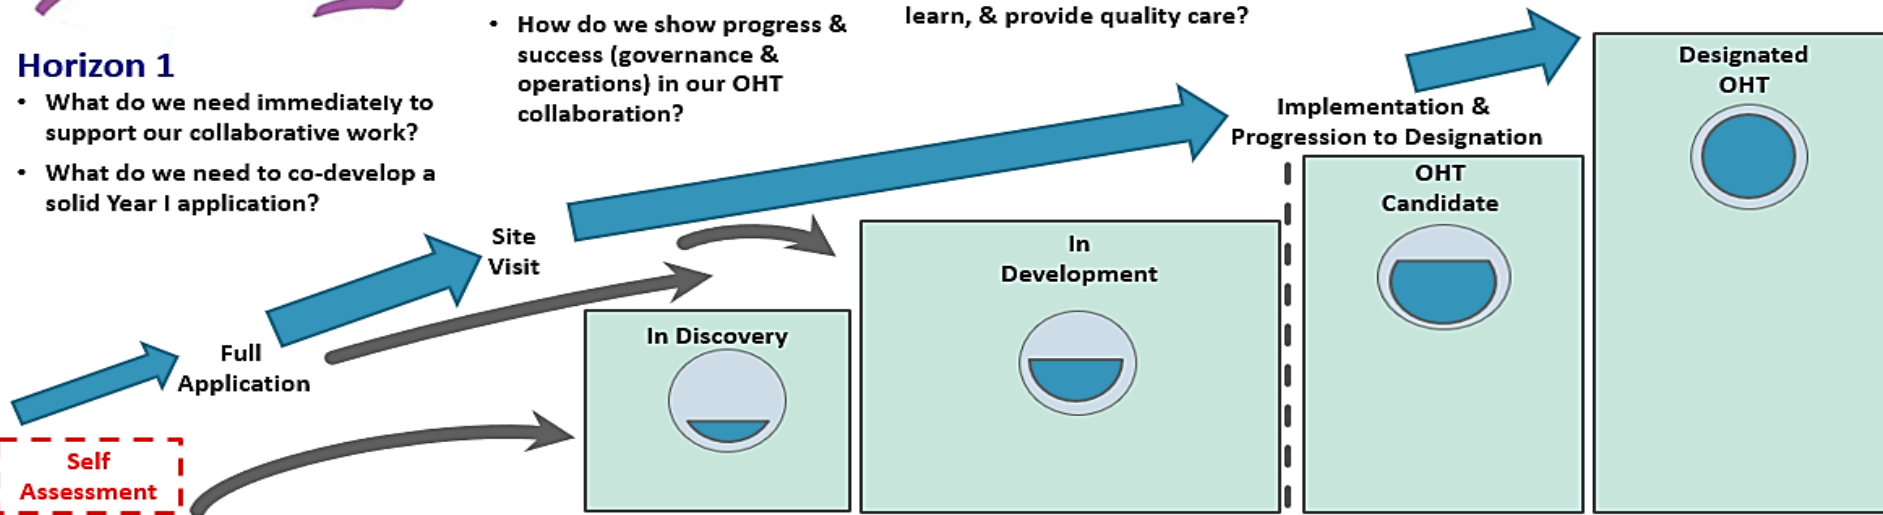 Horizon 1
• What do we need immediately to
support our collaborative work?
• What do we need to co-develop a
solid Year I application?
• How do we show progress &
success (governance &
operations) in our OHT
collaboration?
learn, & provide quality care?
Self
Assessment
Full
Application
Site
Visit
Implementation &
Progression to Designation
In Discovery
In
Development
OHT
Candidate
Designated
OHT